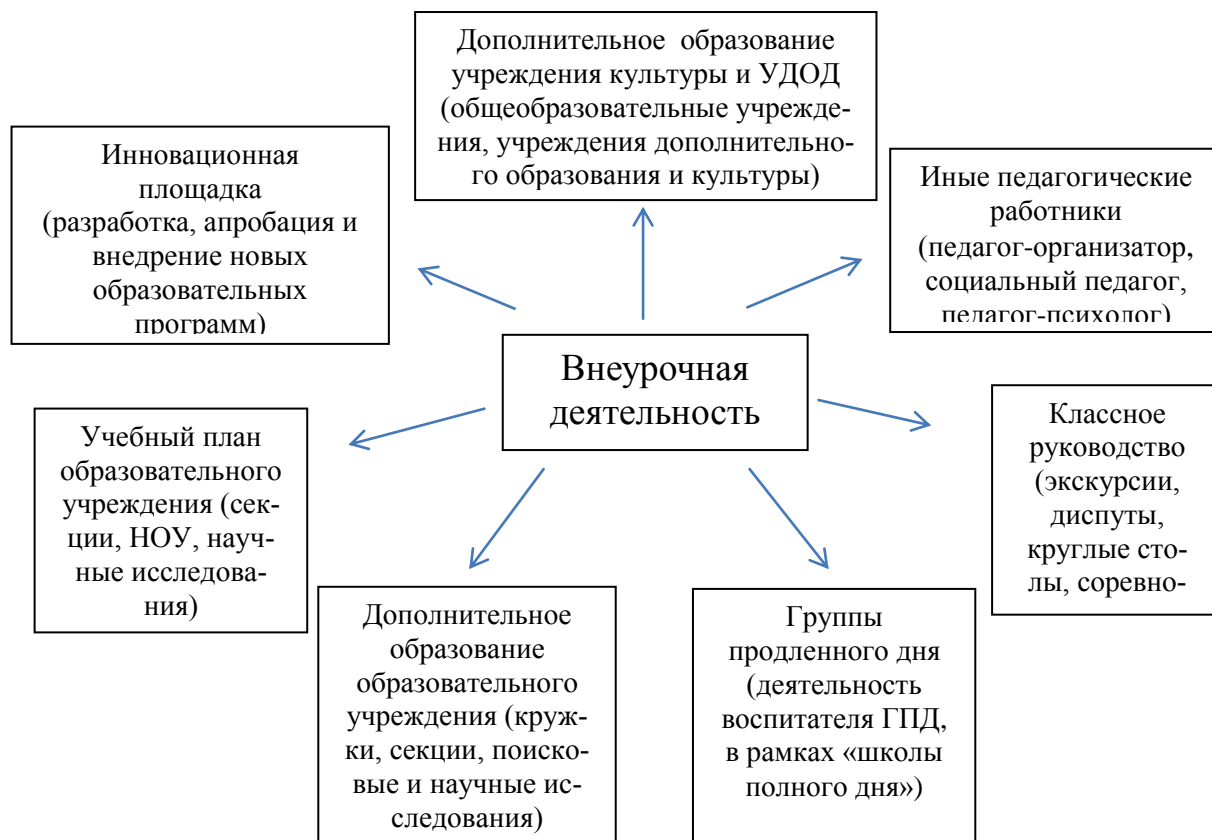 Дополнительное образование
учреждения культуры и УДОД
(общеобразовательные учрежде-
ния, учреждения дополнительно-
го образования и культуры)
Инновационная
площадка
(разработка, апробация и
внедрение новых
образовательных
программ)
Иные педагогические
работники
(педагог-организатор,
социальный педагог,
педагог-психолог)
Внеурочная
деятельность
Учебный план
образовательного
учреждения (сек-
ции, НОУ, науч-
ные исследова-
ния)
Классное
руководство
(экскурсии,
диспуты,
круглые сто-
лы, соревно-
Дополнительное
образование
образовательного
учреждения (круж-
ки, секции, поиско-
вые и научные ис-
следования)
Группы
продленного дня
(деятельность
воспитателя ГПД,
в рамках «школы
полного дня»)